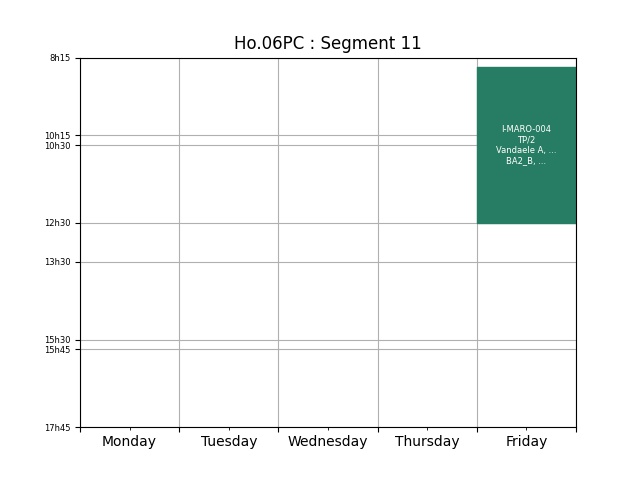 Ho.06PC : Segment 11
8h15
10h15
10h30
12h30
13h30
15h30
15h45
17h45
I-MARO-004
TP/2
Vandaele A, ...
BA2_B, ...
Monday Tuesday Wednesday Thursday Friday